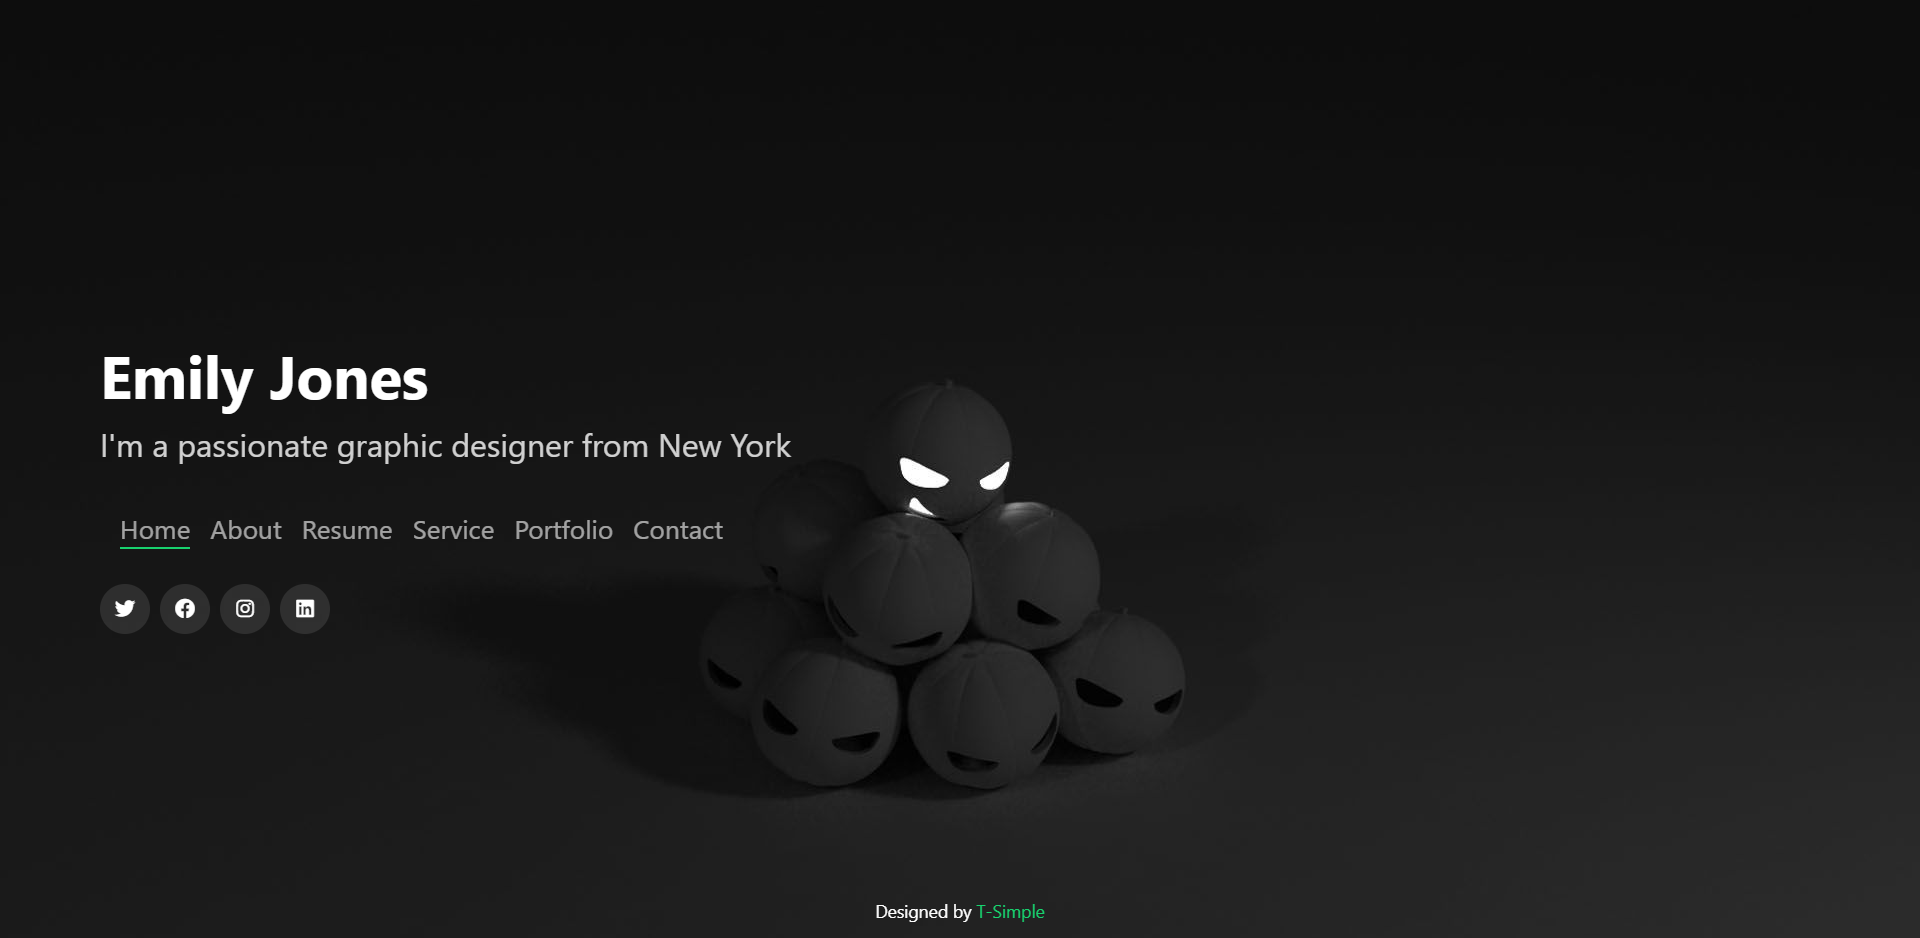 Emily Jones
I'm a passionate graphic designer from New York
Home About Resume Service Portfolio Contact
Designed by T-Simple